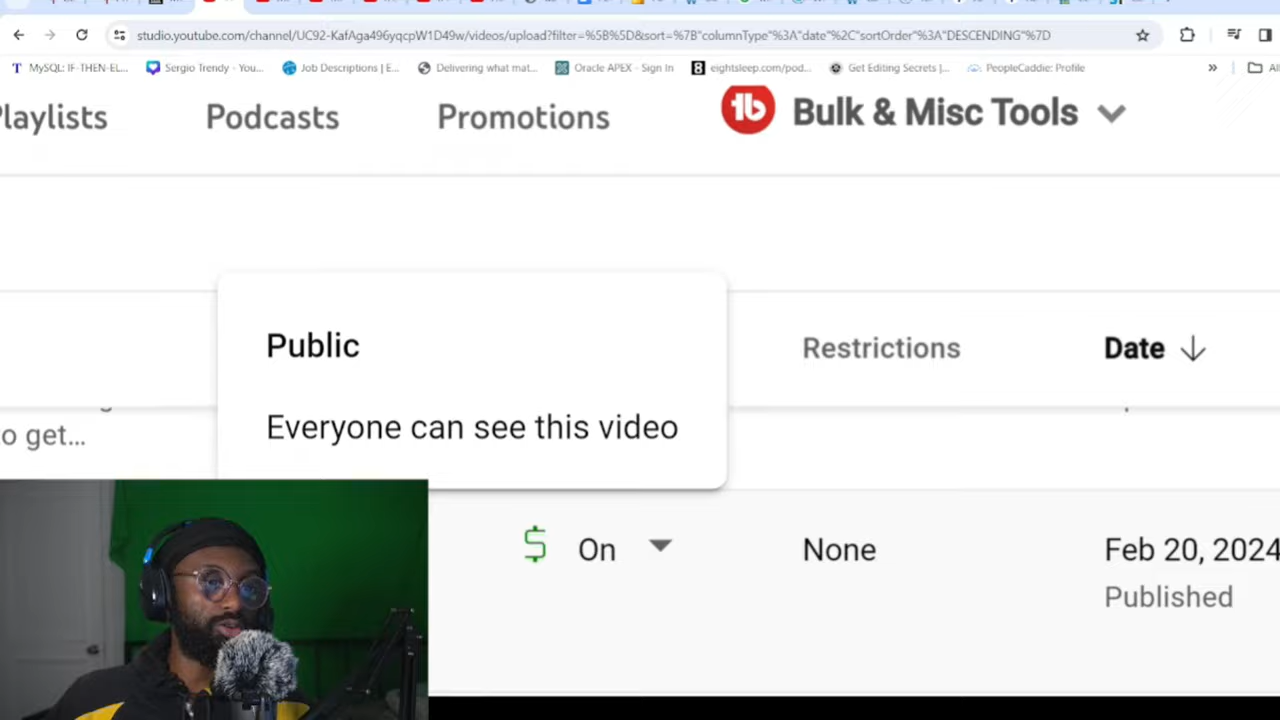 studio.youtube.com/channel/UC92-KafAga496yqcpW1D49w/videos/upload?filter=%5B%5D&sort=%7B"columnType"%3A"date"%2C"sortOrder"%3A"DESCENDING"%7D
MySQL: IF-THEN-EL... Sergio Trendy - You... Job Descriptions | E... Delivering what mat... Oracle APEX - Sign In eightsleep.com/pod... Get Editing Secrets |... PeopleCaddie: Profile » All
Playlists Podcasts Promotions tb Bulk & Misc Tools
Public Restrictions Date
Everyone can see this video
to get...
$ On None Feb 20, 2024
Published